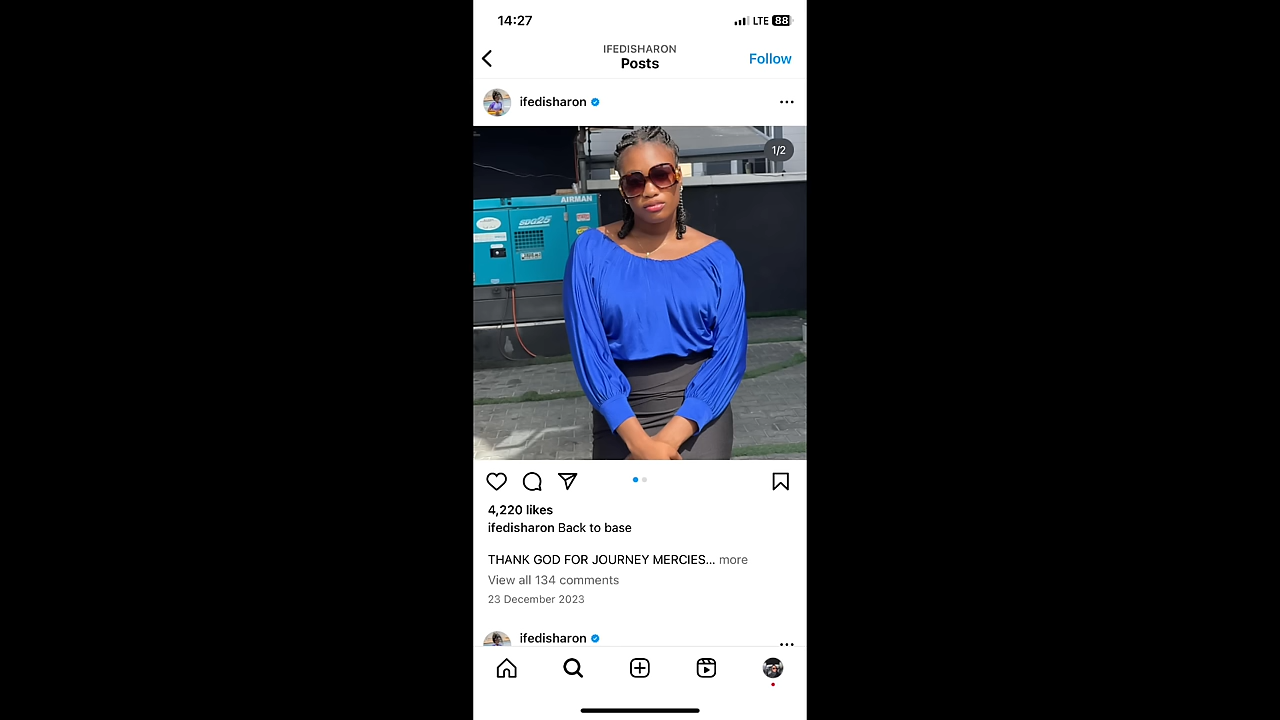 14:27
LTE 88
IFEDISHARON
Posts
Follow
ifedisharon
1/2
AIRMAN
SDG25
4,220 likes
ifedisharon Back to base
THANK GOD FOR JOURNEY MERCIES... more
View all 134 comments
23 December 2023
ifedisharon